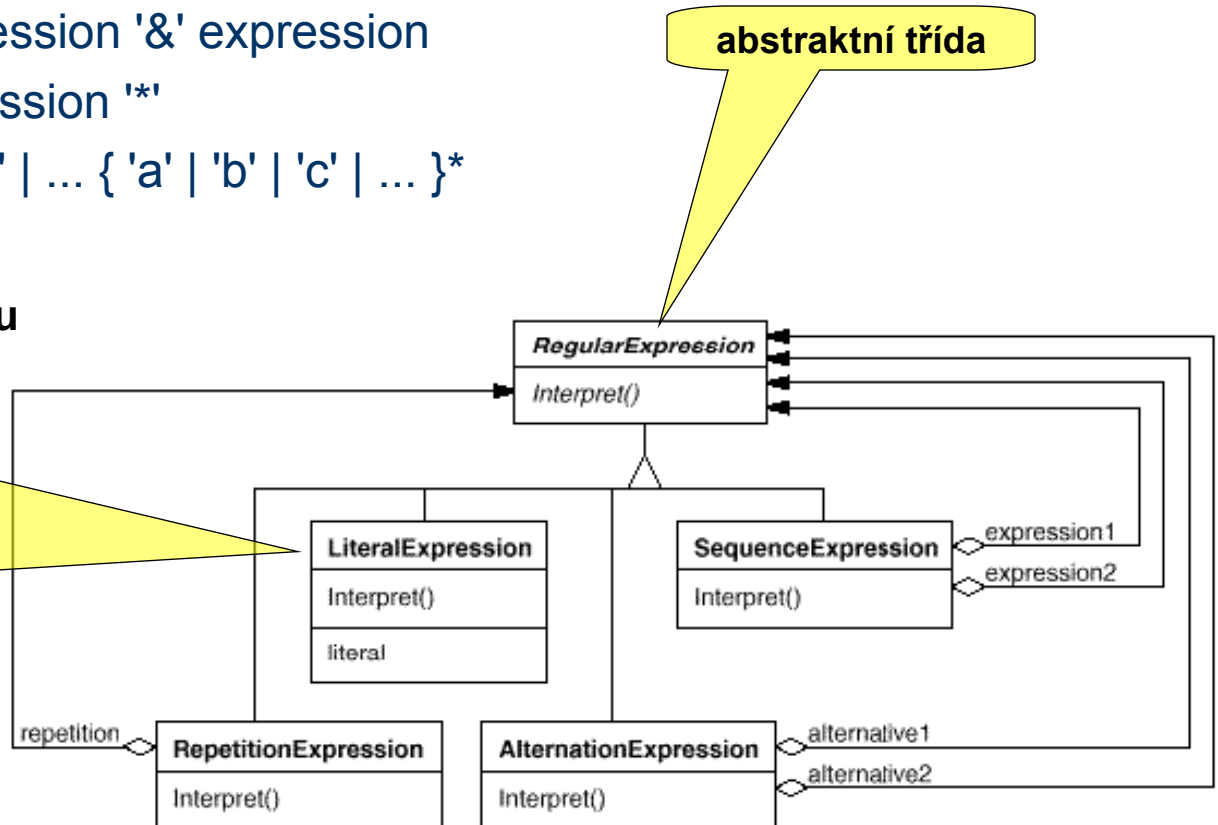 ession '&' expression
ssion '*'
' | ... { 'a' | 'b' | 'c' | ... }*
abstraktní třída
u
RegularExpression
Interpret()
LiteralExpression
Interpret()
literal
SequenceExpression
Interpret()
expression1
expression2
repetition
RepetitionExpression
Interpret()
AlternationExpression
Interpret()
alternative1
alternative2